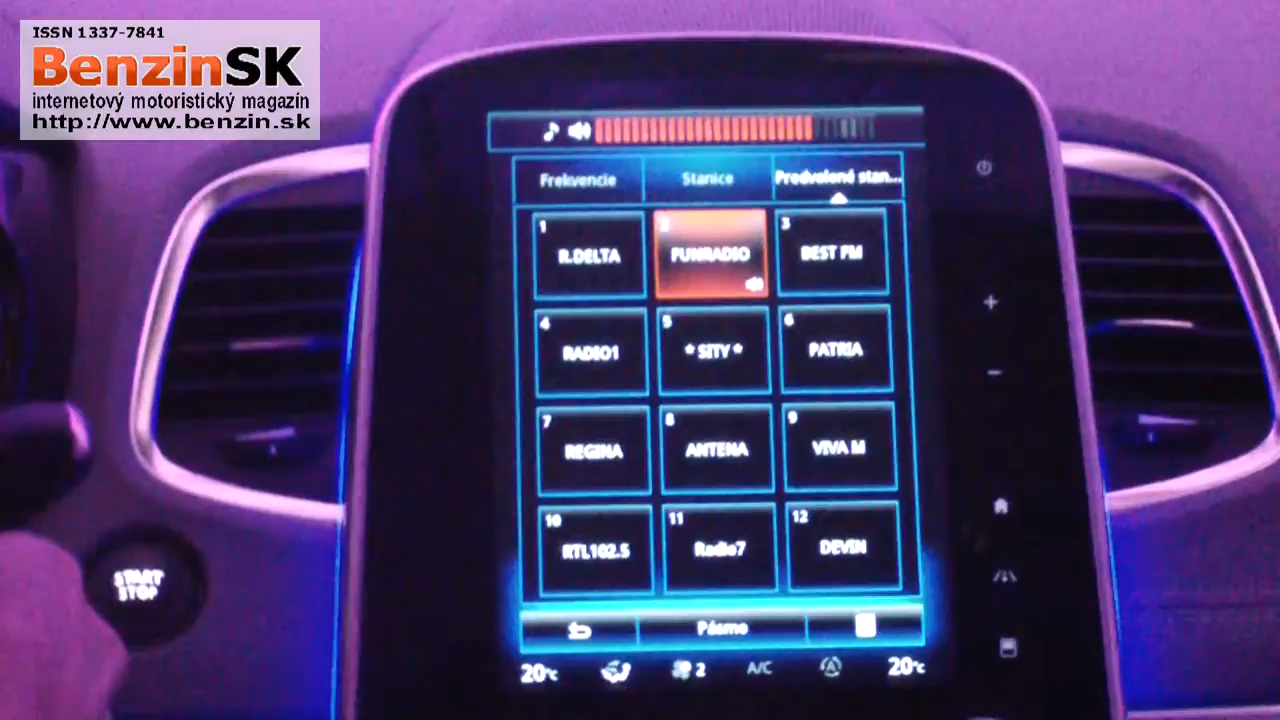 ISSN 1337-7841
BenzinSK
internetový motoristický magazín
http://www.benzin.sk
Frekvencie
Stanice
Predvolené stan...
1
R.DELTA
2
FUNRADIO
3
BEST FM
4
RADIO1
5
* SITY *
6
PATRIA
7
REGINA
8
ANTENA
9
VIVA M
10
RTL102.5
11
Radio7
12
DEVIN
START
STOP
Pásmo
20°C
2
A/C
20°C